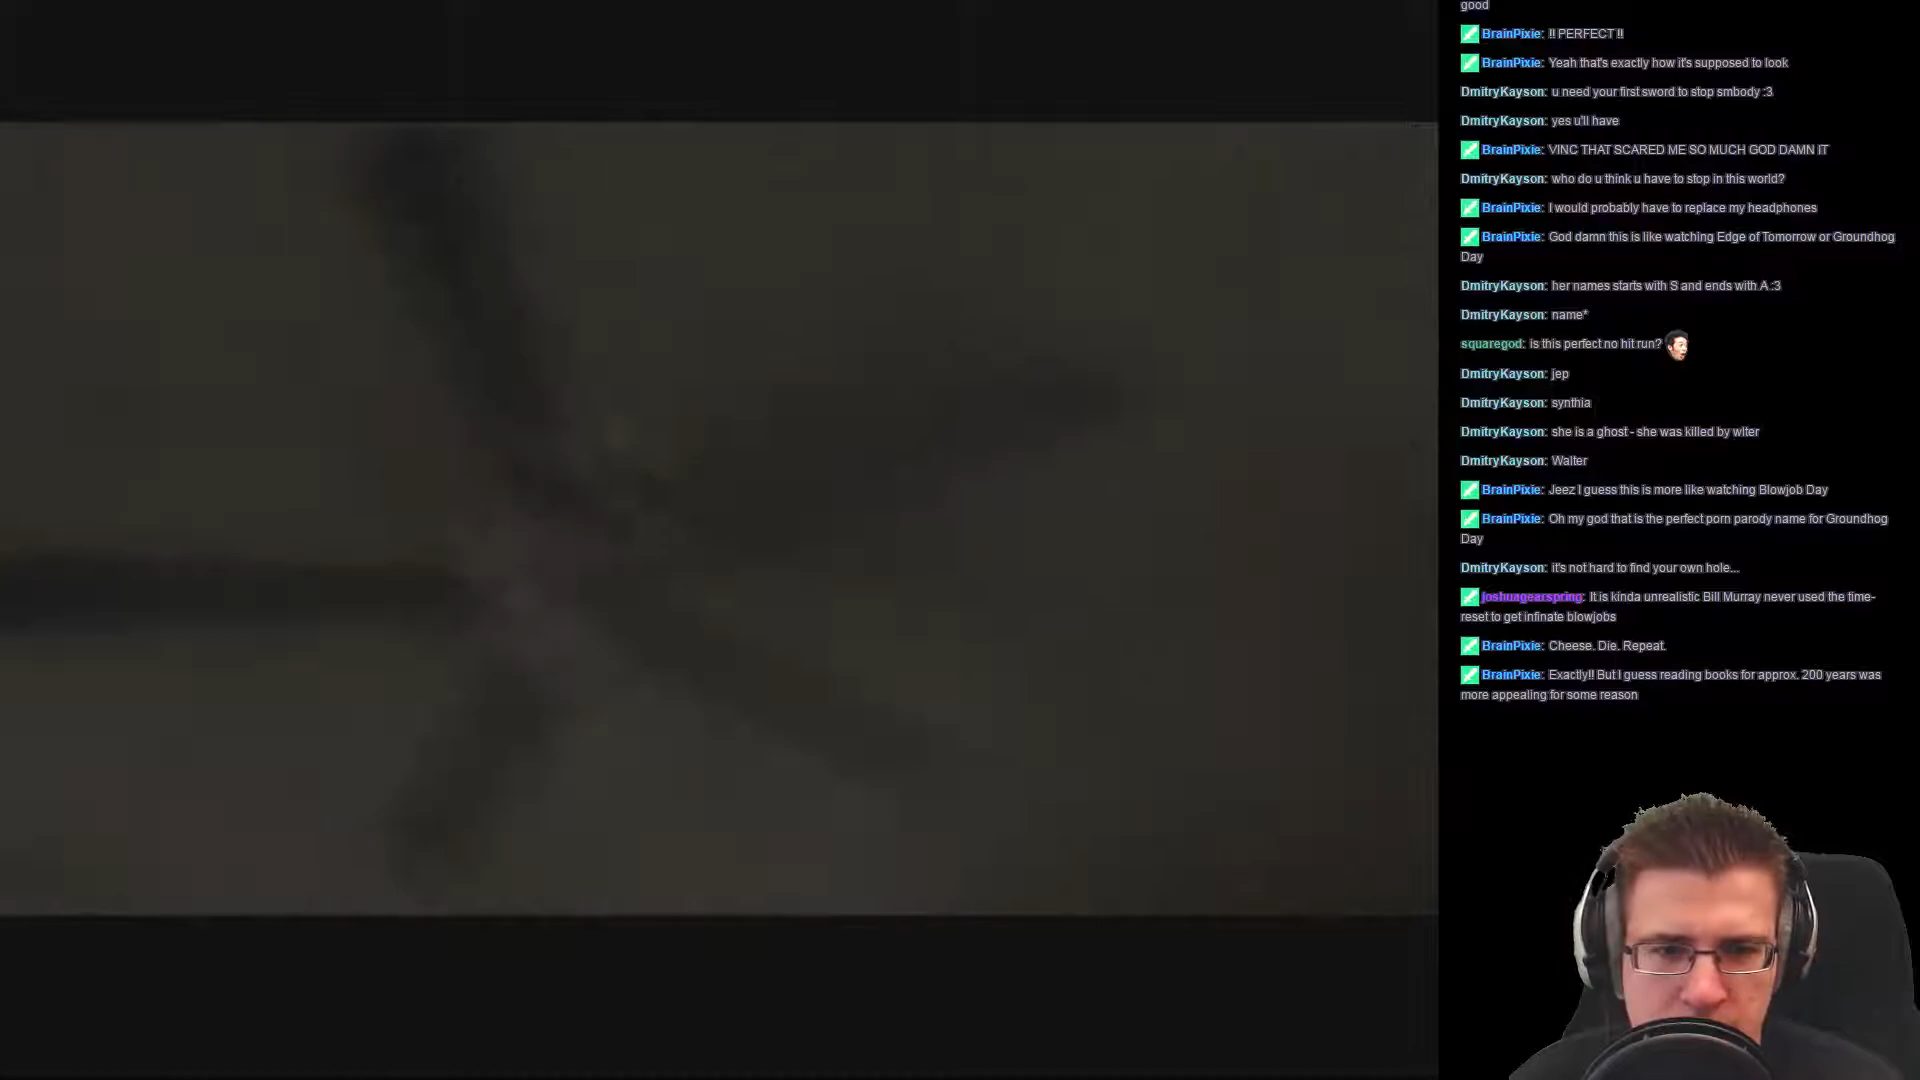 good
BrainPixie: !! PERFECT !!
BrainPixie: Yeah that's exactly how it's supposed to look
DmitryKayson: u need your first sword to stop smbody :3
DmitryKayson: yes u'll have
BrainPixie: VINC THAT SCARED ME SO MUCH GOD DAMN IT
DmitryKayson: who do u think u have to stop in this world?
BrainPixie: I would probably have to replace my headphones
BrainPixie: God damn this is like watching Edge of Tomorrow or Groundhog
Day
DmitryKayson: her names starts with S and ends with A :3
DmitryKayson: name*
squaregod: is this perfect no hit run?
DmitryKayson: jep
DmitryKayson: synthia
DmitryKayson: she is a ghost - she was killed by wlter
DmitryKayson: Walter
BrainPixie: Jeez I guess this is more like watching Blowjob Day
BrainPixie: Oh my god that is the perfect porn parody name for Groundhog
Day
DmitryKayson: it's not hard to find your own hole...
joshuagearspring: It is kinda unrealistic Bill Murray never used the time-
reset to get infinate blowjobs
BrainPixie: Cheese. Die. Repeat.
BrainPixie: Exactly!! But I guess reading books for approx. 200 years was
more appealing for some reason